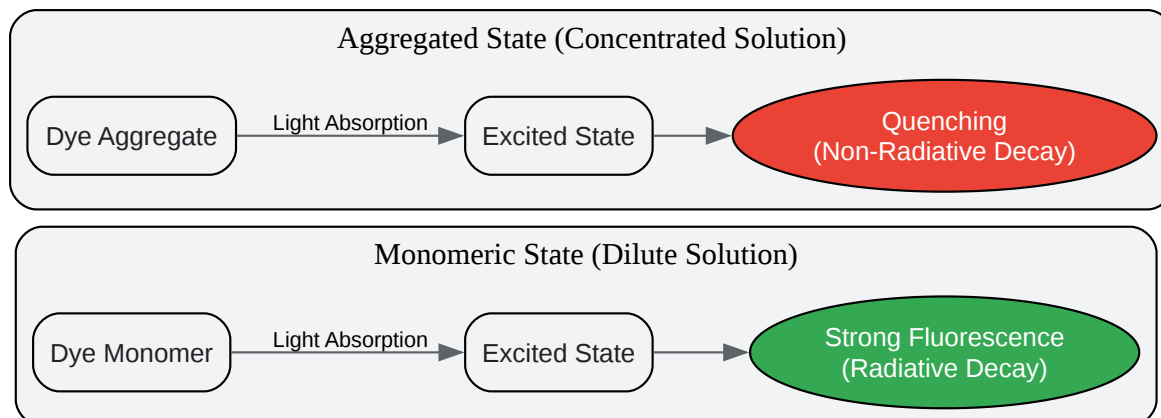 Aggregated State (Concentrated Solution)
Dye Aggregate
Light Absorption
Excited State
Quenching
(Non-Radiative Decay)
Monomeric State (Dilute Solution)
Dye Monomer
Light Absorption
Excited State
Strong Fluorescence
(Radiative Decay)